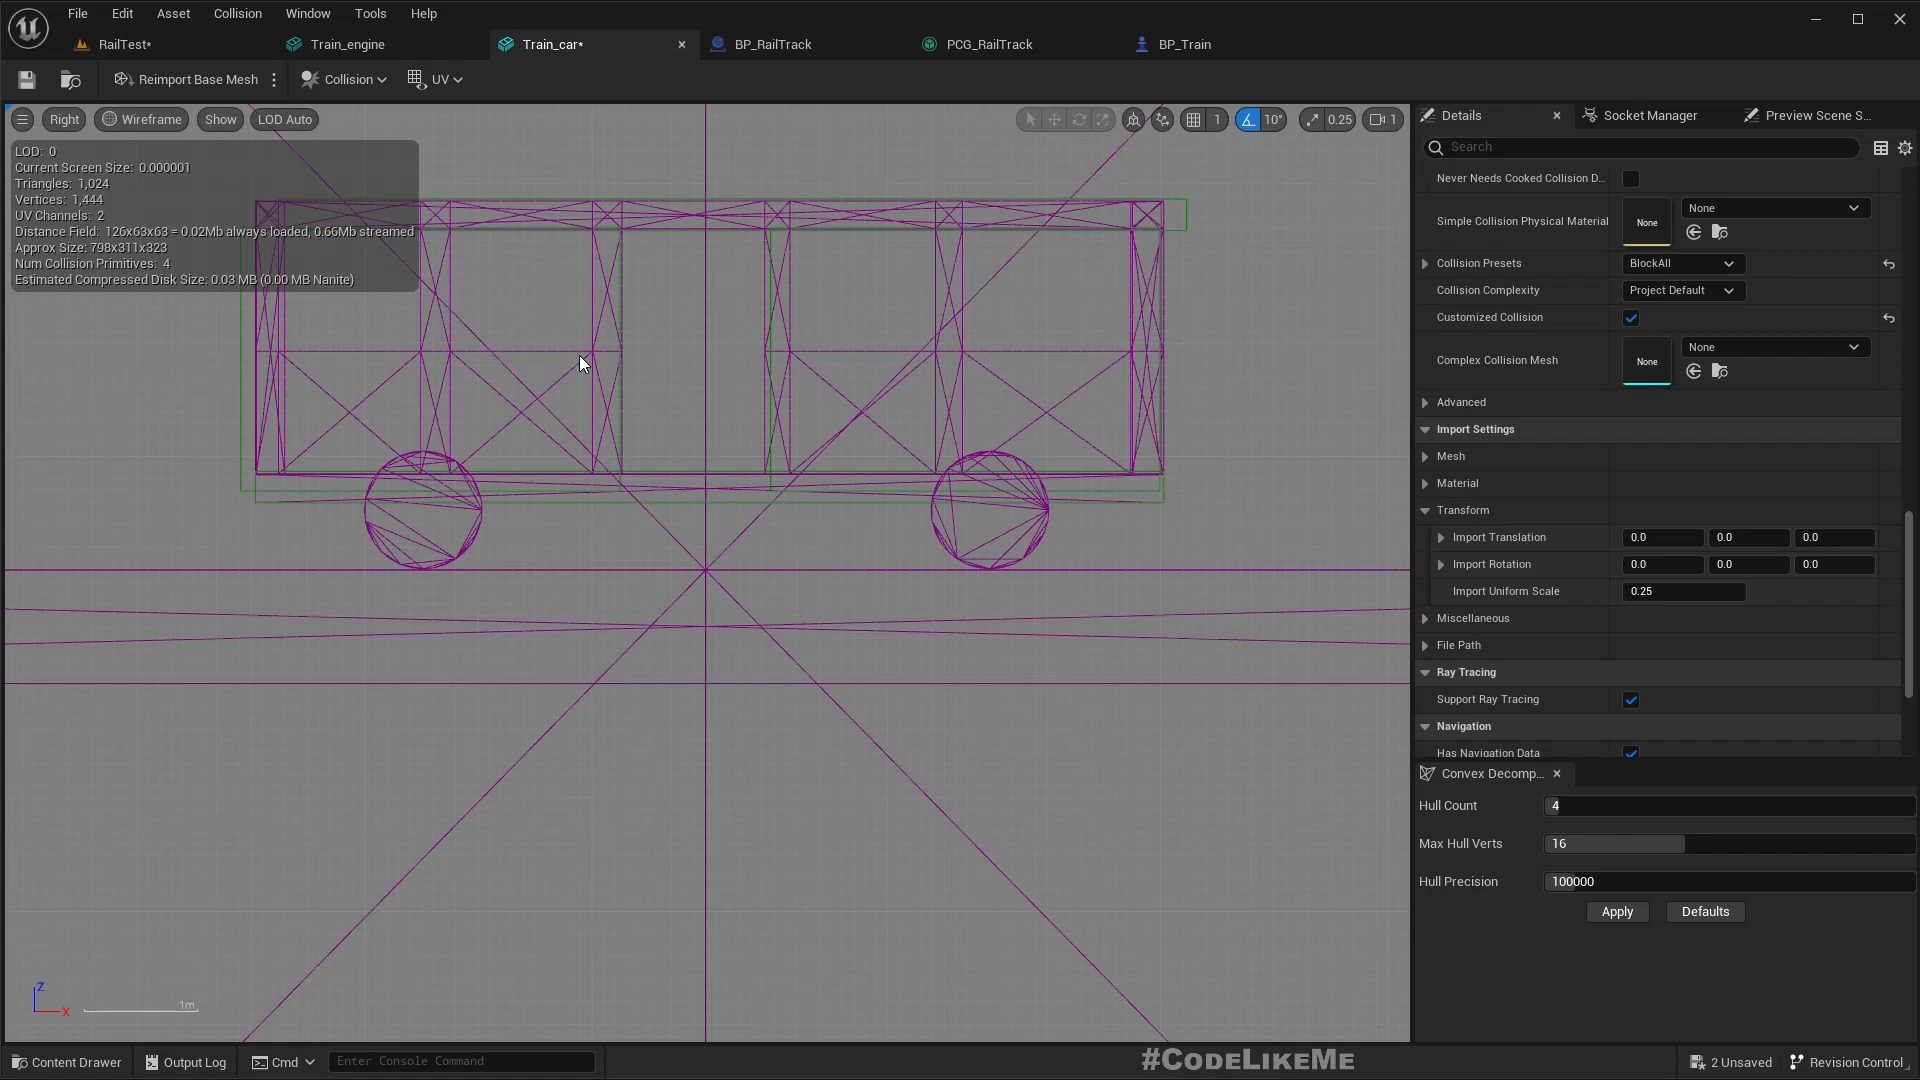 File Edit Asset Collision Window Tools Help
RailTest* Train_engine Train_car* BP_RailTrack PCG_RailTrack BP_Train
Reimport Base Mesh Collision UV
Right Wireframe Show LOD Auto 1 10° 0.25 1
LOD: 0
Current Screen Size: 0.000001
Triangles: 1,024
Vertices: 1,444
UV Channels: 2
Distance Field: 126x63x63 = 0.02Mb always loaded, 0.66Mb streamed
Approx Size: 798x311x323
Num Collision Primitives: 4
Estimated Compressed Disk Size: 0.03 MB (0.00 MB Nanite)
Z
X
1m
Details Socket Manager Preview Scene S...
Search
Never Needs Cooked Collision D...
Simple Collision Physical Material None None
Collision Presets BlockAll
Collision Complexity Project Default
Customized Collision
Complex Collision Mesh None None
Advanced
Import Settings
Mesh
Material
Transform
Import Translation 0.0 0.0 0.0
Import Rotation 0.0 0.0 0.0
Import Uniform Scale 0.25
Miscellaneous
File Path
Ray Tracing
Support Ray Tracing
Navigation
Has Navigation Data
Convex Decomp...
Hull Count 4
Max Hull Verts 16
Hull Precision 100000
Apply Defaults
Content Drawer Output Log Cmd Enter Console Command #CodeLikeMe 2 Unsaved Revision Control